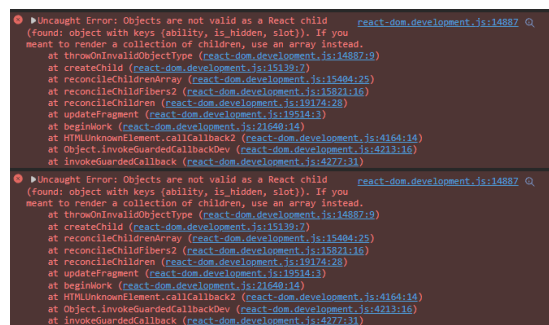 ▶Uncaught Error: Objects are not valid as a React child react-dom.development.js:14887
(found: object with keys {ability, is_hidden, slot}). If you
meant to render a collection of children, use an array instead.
at throwOnInvalidObjectType (react-dom.development.js:14887:9)
at createChild (react-dom.development.js:15139:7)
at reconcileChildrenArray (react-dom.development.js:15404:25)
at reconcileChildFibers2 (react-dom.development.js:15821:16)
at reconcileChildren (react-dom.development.js:19174:28)
at updateFragment (react-dom.development.js:19514:3)
at beginWork (react-dom.development.js:21640:14)
at HTMLUnknownElement.callCallback2 (react-dom.development.js:4164:14)
at Object.invokeGuardedCallbackDev (react-dom.development.js:4213:16)
at invokeGuardedCallback (react-dom.development.js:4277:31)
▶Uncaught Error: Objects are not valid as a React child react-dom.development.js:14887
(found: object with keys {ability, is_hidden, slot}). If you
meant to render a collection of children, use an array instead.
at throwOnInvalidObjectType (react-dom.development.js:14887:9)
at createChild (react-dom.development.js:15139:7)
at reconcileChildrenArray (react-dom.development.js:15404:25)
at reconcileChildFibers2 (react-dom.development.js:15821:16)
at reconcileChildren (react-dom.development.js:19174:28)
at updateFragment (react-dom.development.js:19514:3)
at beginWork (react-dom.development.js:21640:14)
at HTMLUnknownElement.callCallback2 (react-dom.development.js:4164:14)
at Object.invokeGuardedCallbackDev (react-dom.development.js:4213:16)
at invokeGuardedCallback (react-dom.development.js:4277:31)